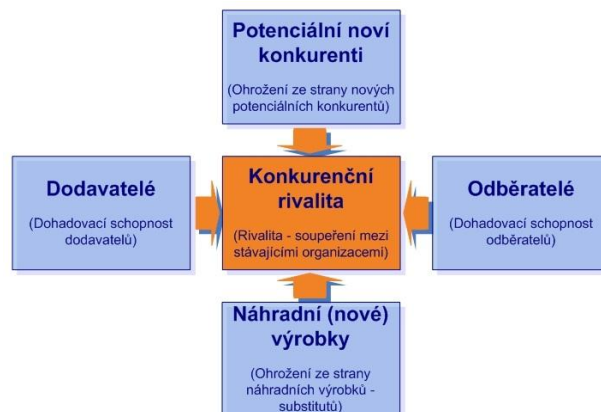 Potenciální noví
konkurenti
(Ohrožení ze strany nových
potenciálních konkurentů)
Dodavatelé
(Dohadovací schopnost
dodavatelů)
Konkurenční
rivalita
(Rivalita - soupeření mezi
stávajícími organizacemi)
Odběratelé
(Dohadovací schopnost
odběratelů)
Náhradní (nové)
výrobky
(Ohrožení ze strany
náhradních výrobků -
substitutů)